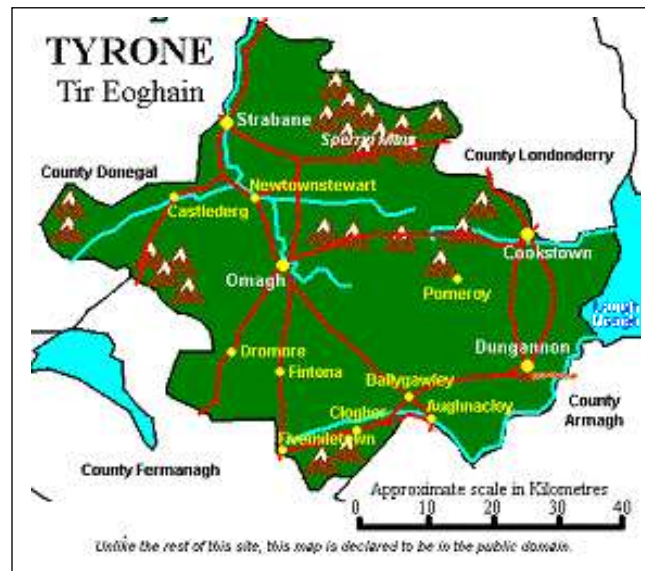 TYRONE
Tir Eoghain
Strabane
Sperrin Mtns
County Londonderry
County Donegal
Newtownstewart
Castlederg
Cookstown
Omagh
Pomeroy
Lough
Dungannon
Dromore
Fintona
Ballygawley
County
Armagh
Clogher
Aughnacloy
Fivemiletown
County Fermanagh
Approximate scale in Kilometres
0 10 20 30 40
Unlike the rest of this site, this map is declared to be in the public domain.